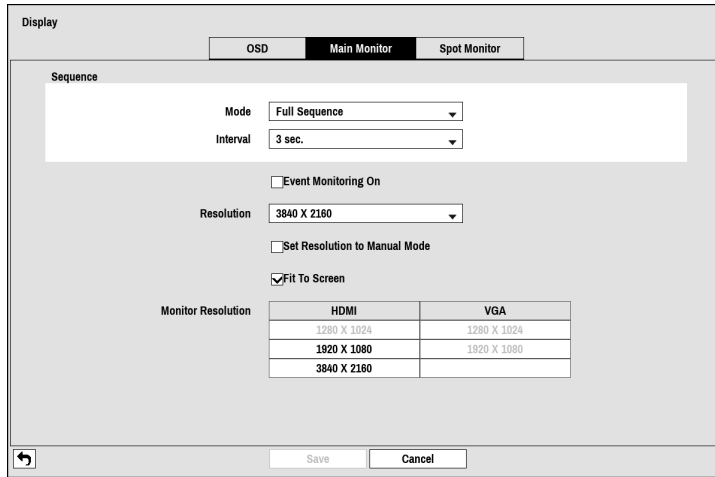 Display
OSD Main Monitor Spot Monitor
Sequence
Mode Full Sequence
Interval 3 sec.
Event Monitoring On
Resolution 3840 X 2160
Set Resolution to Manual Mode
Fit To Screen
Monitor Resolution HDMI VGA
1280 X 1024 1280 X 1024
1920 X 1080 1920 X 1080
3840 X 2160
Save Cancel